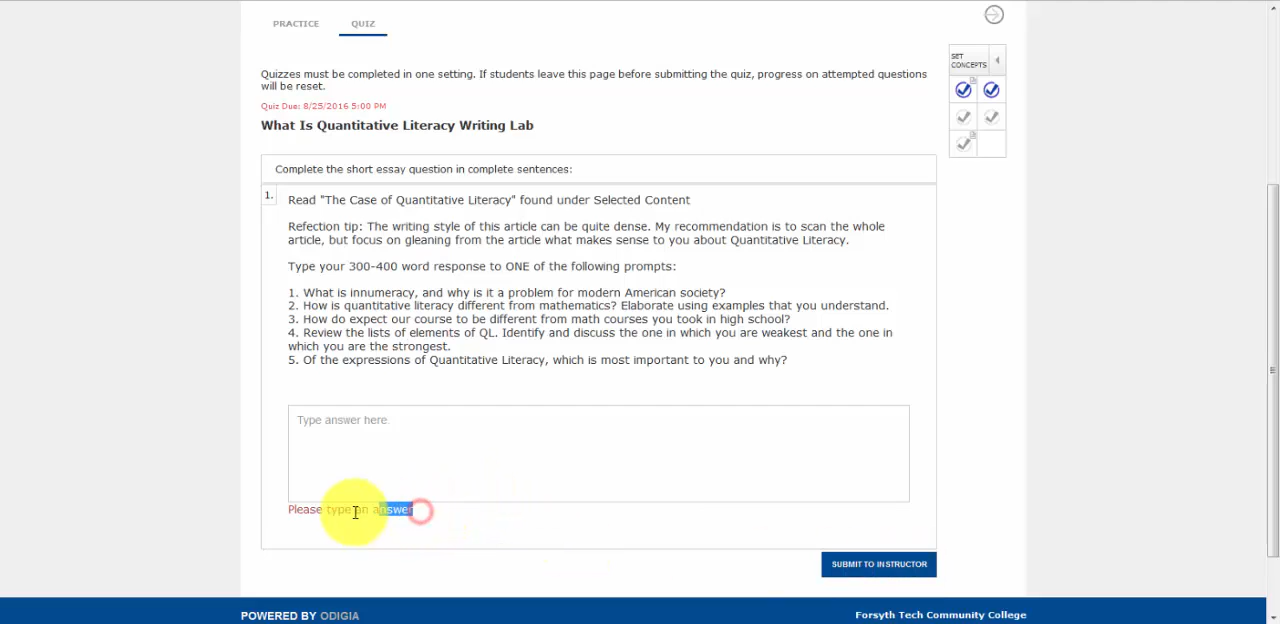 PRACTICE QUIZ
SET CONCEPTS
Quizzes must be completed in one setting. If students leave this page before submitting the quiz, progress on attempted questions
will be reset.
Quiz Due: 8/25/2016 5:00 PM
What Is Quantitative Literacy Writing Lab
Complete the short essay question in complete sentences:
1.
Read "The Case of Quantitative Literacy" found under Selected Content
Refection tip: The writing style of this article can be quite dense. My recommendation is to scan the whole
article, but focus on gleaning from the article what makes sense to you about Quantitative Literacy.
Type your 300-400 word response to ONE of the following prompts:
1. What is innumeracy, and why is it a problem for modern American society?
2. How is quantitative literacy different from mathematics? Elaborate using examples that you understand.
3. How do expect our course to be different from math courses you took in high school?
4. Review the lists of elements of QL. Identify and discuss the one in which you are weakest and the one in
which you are the strongest.
5. Of the expressions of Quantitative Literacy, which is most important to you and why?
Type answer here.
Please type an answer
SUBMIT TO INSTRUCTOR
POWERED BY ODIGIA
Forsyth Tech Community College